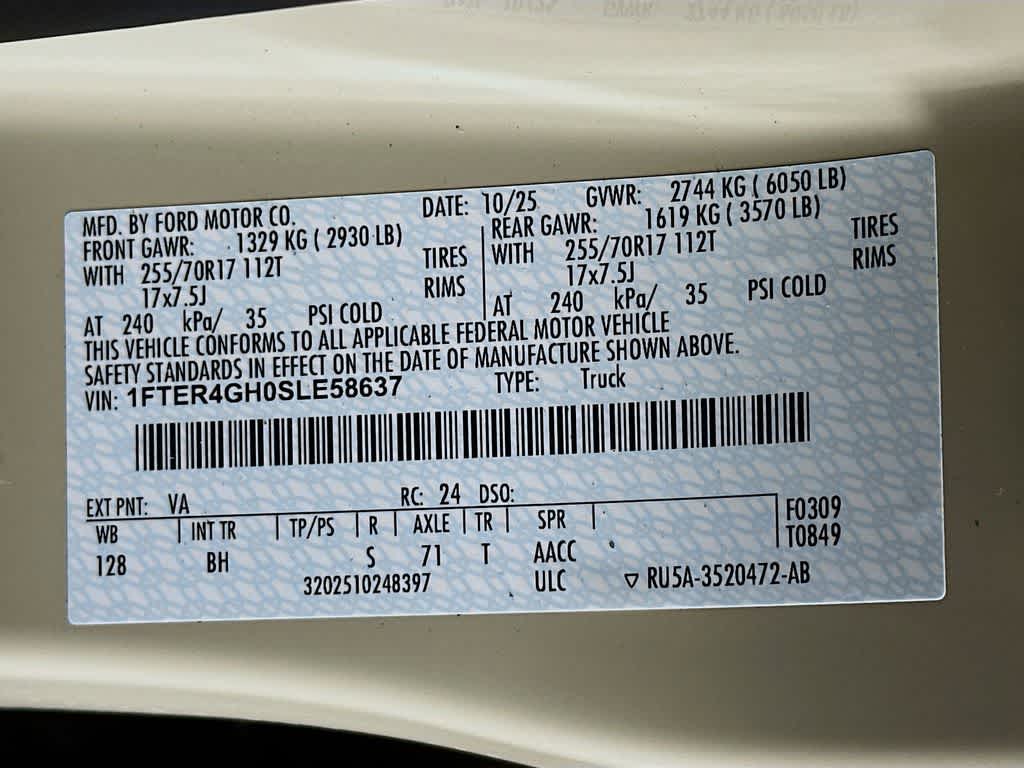 MFD. BY FORD MOTOR CO. DATE: 10/25 GVWR: 2744 KG ( 6050 LB)
FRONT GAWR: 1329 KG ( 2930 LB) REAR GAWR: 1619 KG ( 3570 LB)
WITH 255/70R17 112T TIRES WITH 255/70R17 112T TIRES
17x7.5J RIMS 17x7.5J RIMS
AT 240 kPa/ 35 PSI COLD AT 240 kPa/ 35 PSI COLD
THIS VEHICLE CONFORMS TO ALL APPLICABLE FEDERAL MOTOR VEHICLE
SAFETY STANDARDS IN EFFECT ON THE DATE OF MANUFACTURE SHOWN ABOVE.
VIN: 1FTER4GH0SLE58637 TYPE: Truck
EXT PNT: VA RC: 24 DSO:
WB INT TR TP/PS R AXLE TR SPR F0309
T0849
128 BH S 71 T AACC
3202510248397 ULC ▽ RU5A-3520472-AB